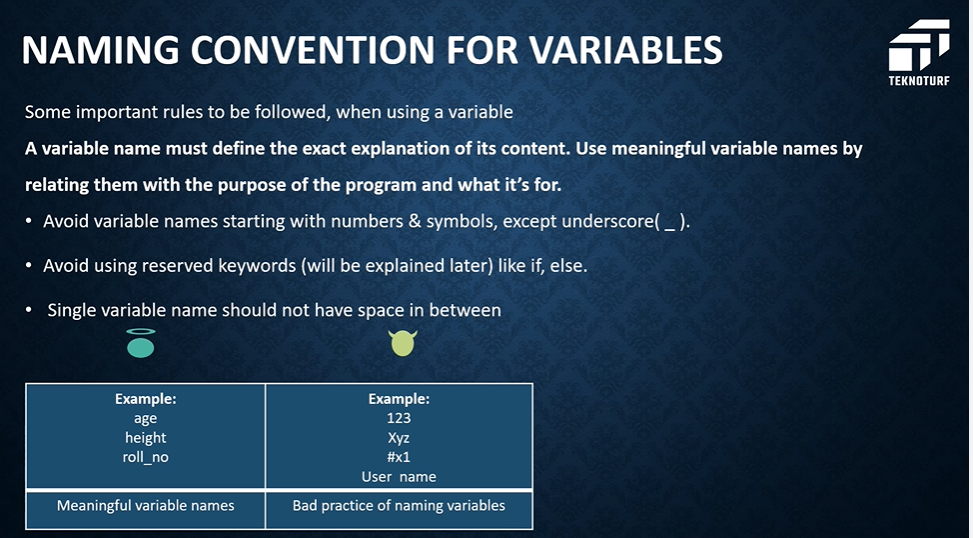 NAMING CONVENTION FOR VARIABLES
TEKNOTURF
Some important rules to be followed, when using a variable
A variable name must define the exact explanation of its content. Use meaningful variable names by
relating them with the purpose of the program and what it's for.
• Avoid variable names starting with numbers & symbols, except underscore( _ ).
• Avoid using reserved keywords (will be explained later) like if, else.
• Single variable name should not have space in between
Example:
age
height
roll_no
Example:
123
Xyz
#x1
User name
Meaningful variable names
Bad practice of naming variables